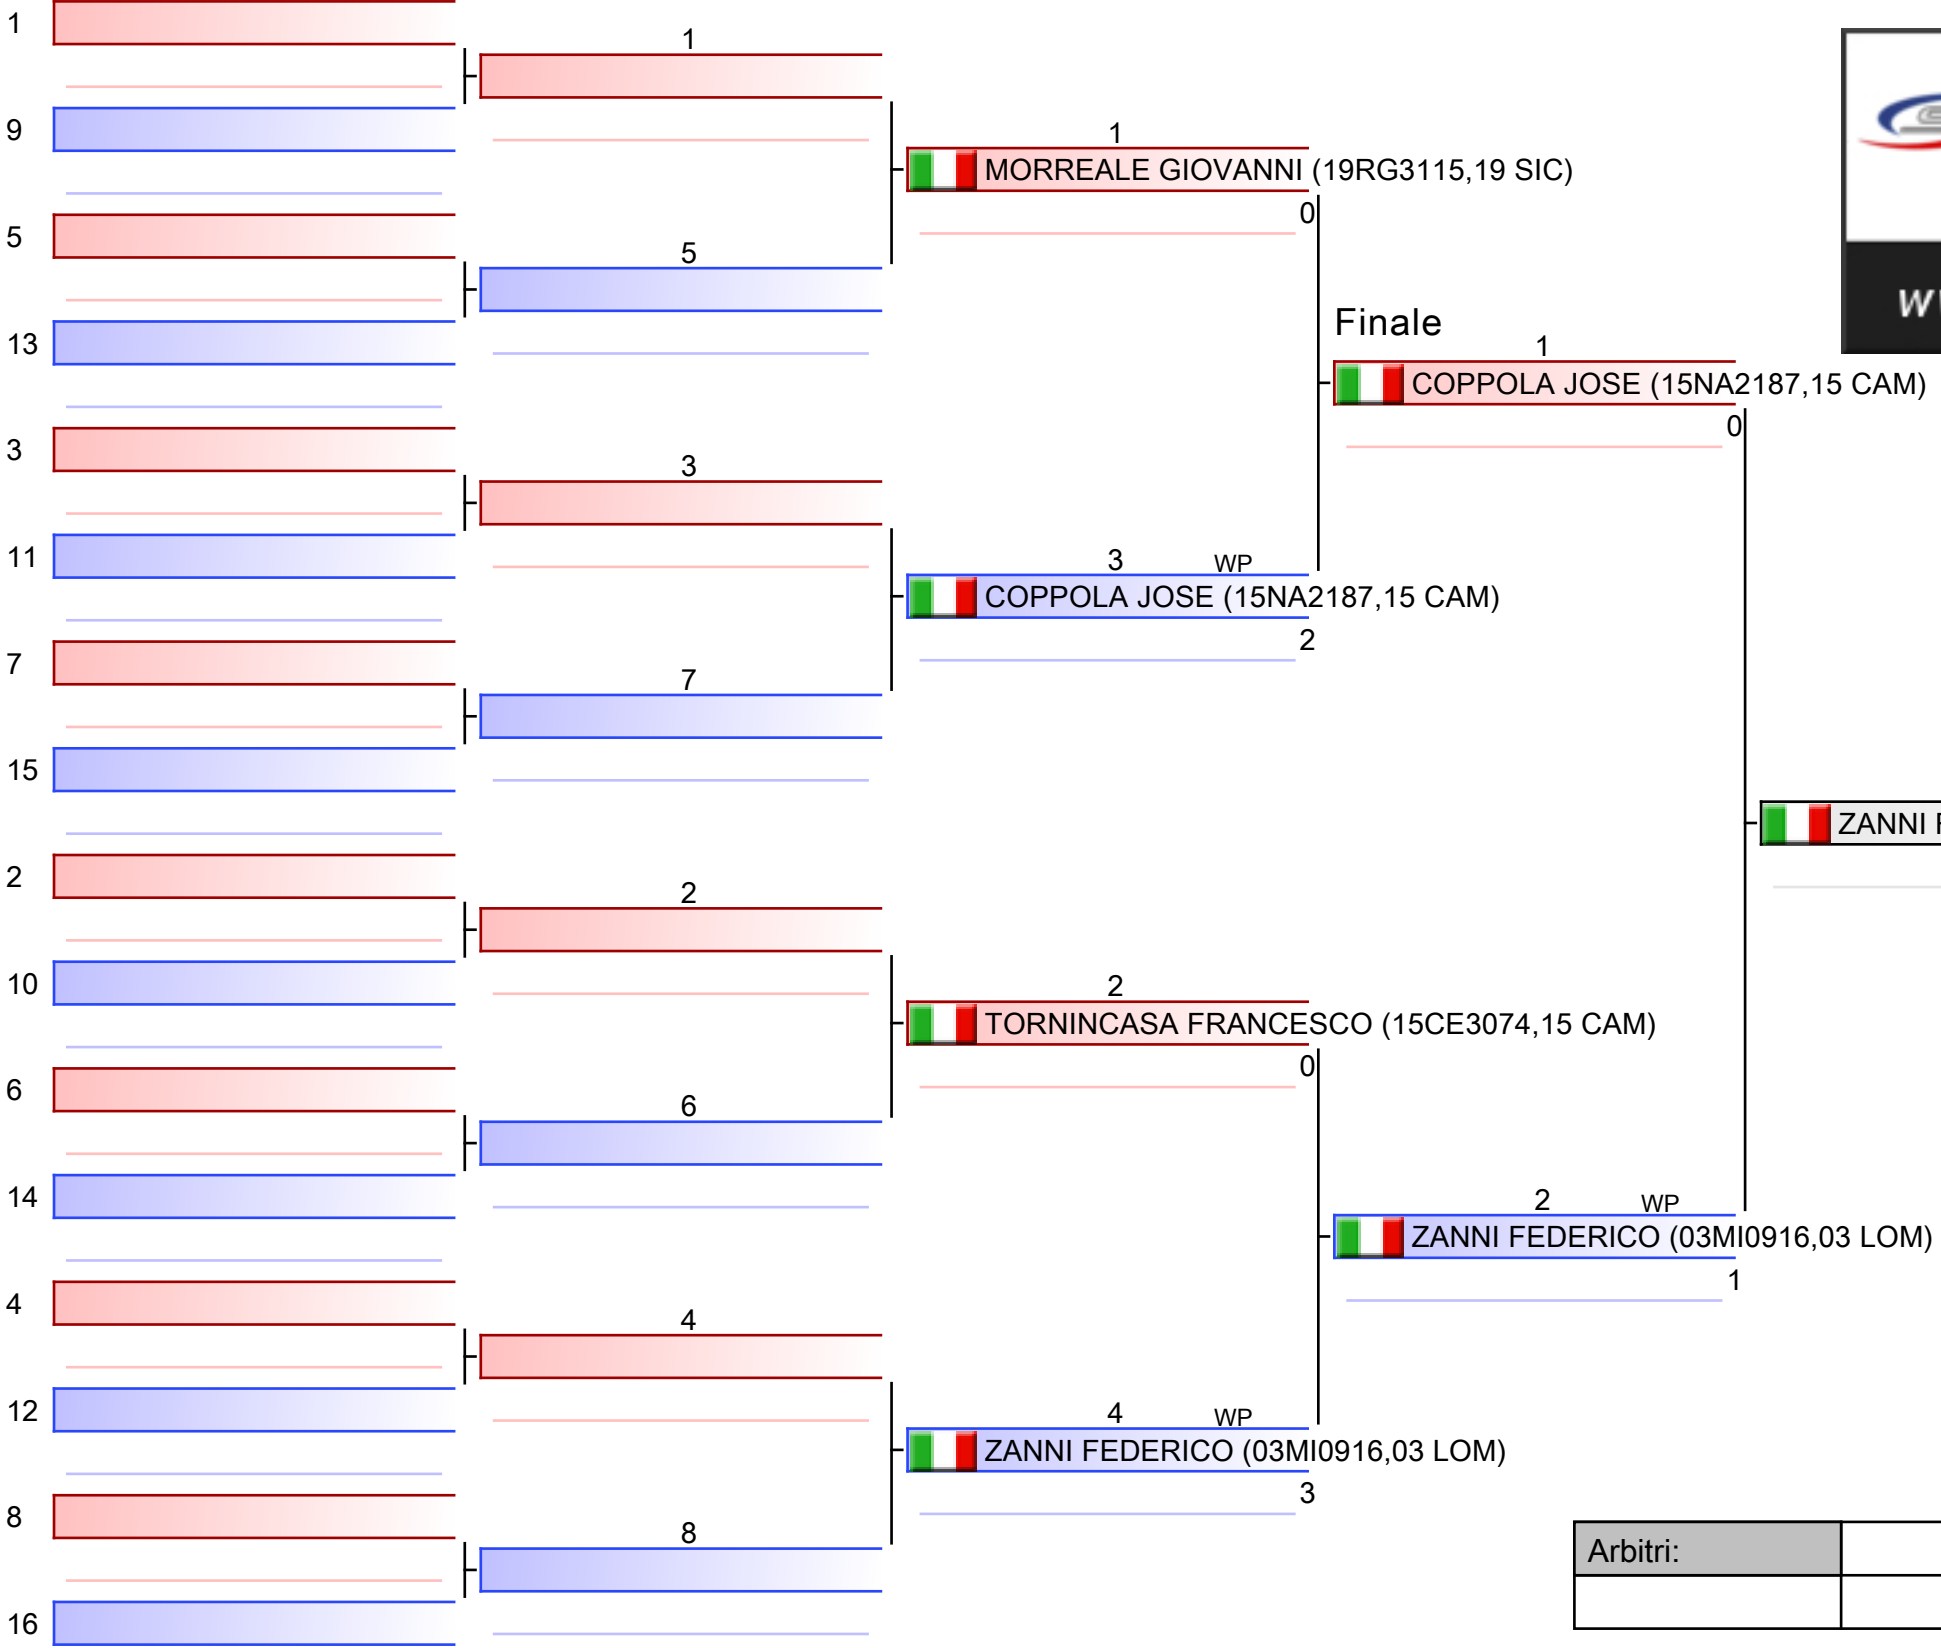 1
9
5
13
3
11
7
15
2
10
6
14
4
12
8
16
1
5
3
7
2
6
4
8
1
MORREALE GIOVANNI (19RG3115,19 SIC)
0
3 WP
COPPOLA JOSE (15NA2187,15 CAM)
2
2
TORNINCASA FRANCESCO (15CE3074,15 CAM)
0
4 WP
ZANNI FEDERICO (03MI0916,03 LOM)
3
Finale
1
COPPOLA JOSE (15NA2187,15 CAM)
0
2 WP
ZANNI FEDERICO (03MI0916,03 LOM)
1
ZANNI
Arbitri: